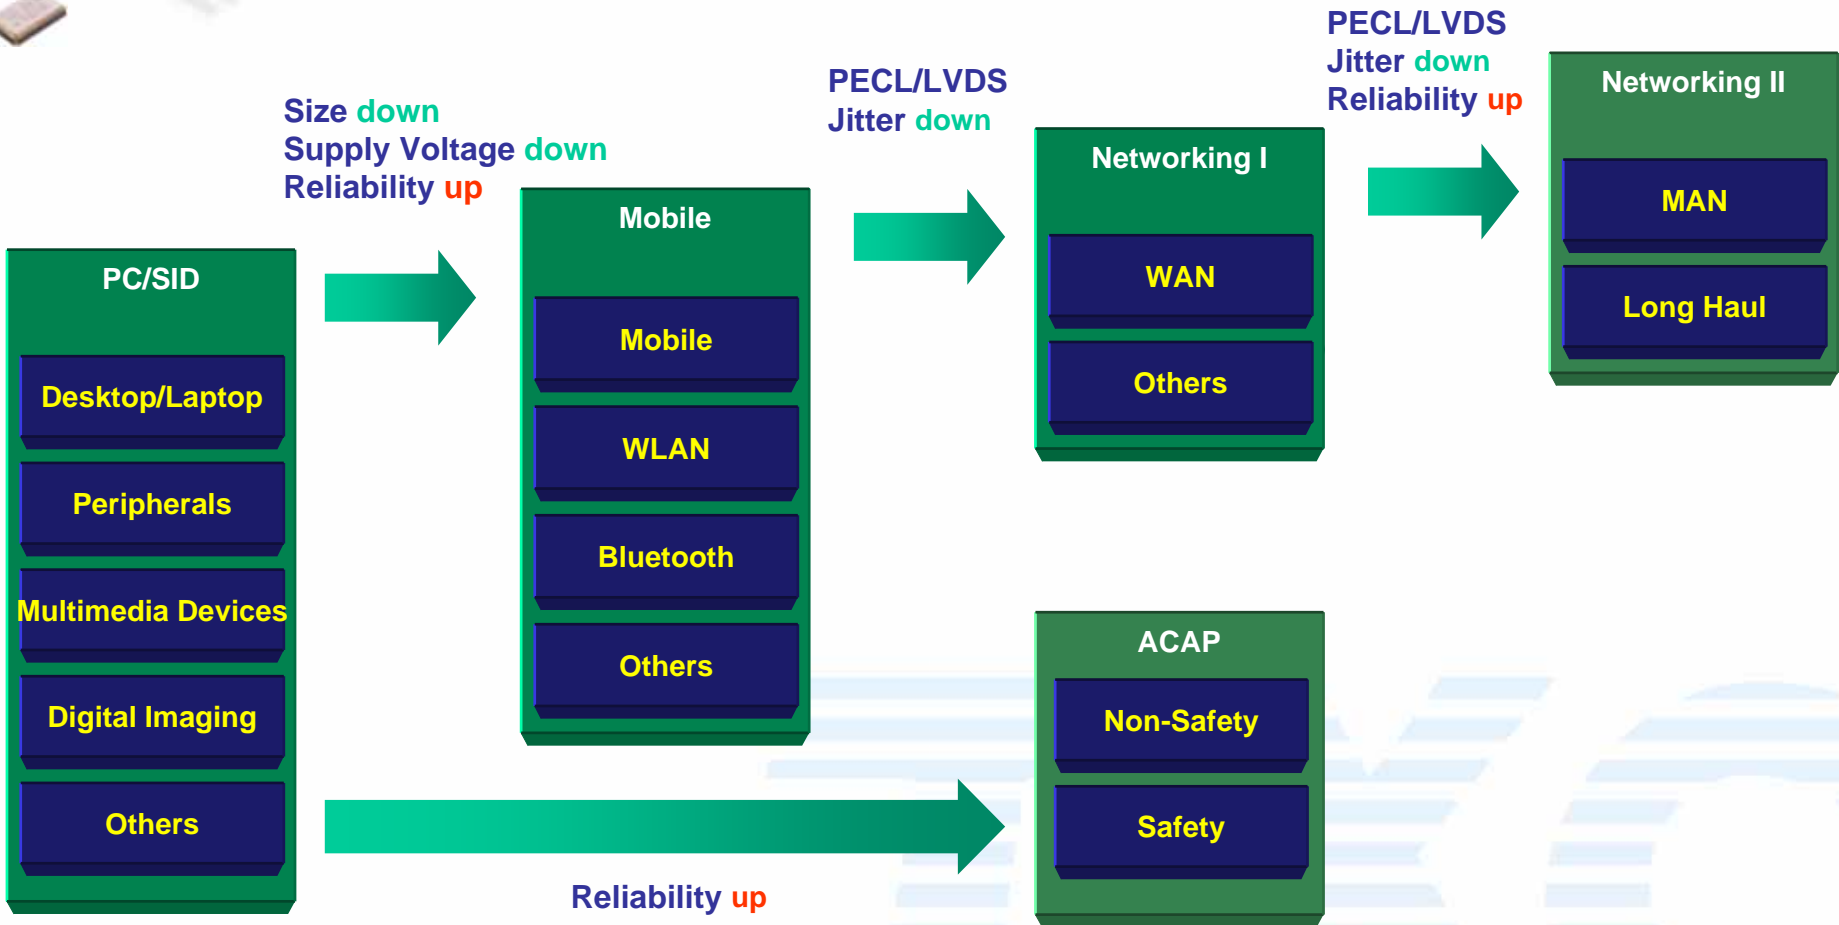 PC/SID
Desktop/Laptop
Peripherals
Multimedia Devices
Digital Imaging
Others
Size down
Supply Voltage down
Reliability up
Mobile
Mobile
WLAN
Bluetooth
Others
PECL/LVDS
Jitter down
Networking I
WAN
Others
PECL/LVDS
Jitter down
Reliability up
Networking II
MAN
Long Haul
Reliability up
ACAP
Non-Safety
Safety